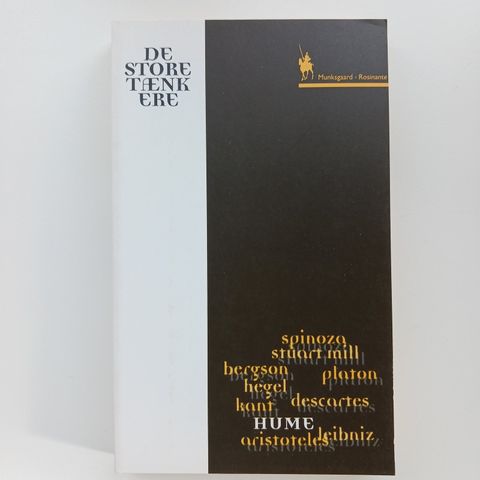 DE
STORE
TÆNK
ERE
Munksgaard · Rosinante
spinoza
stuart mill
bergson
platon
hegel
descartes
kant
HUME
leibniz
aristoteles